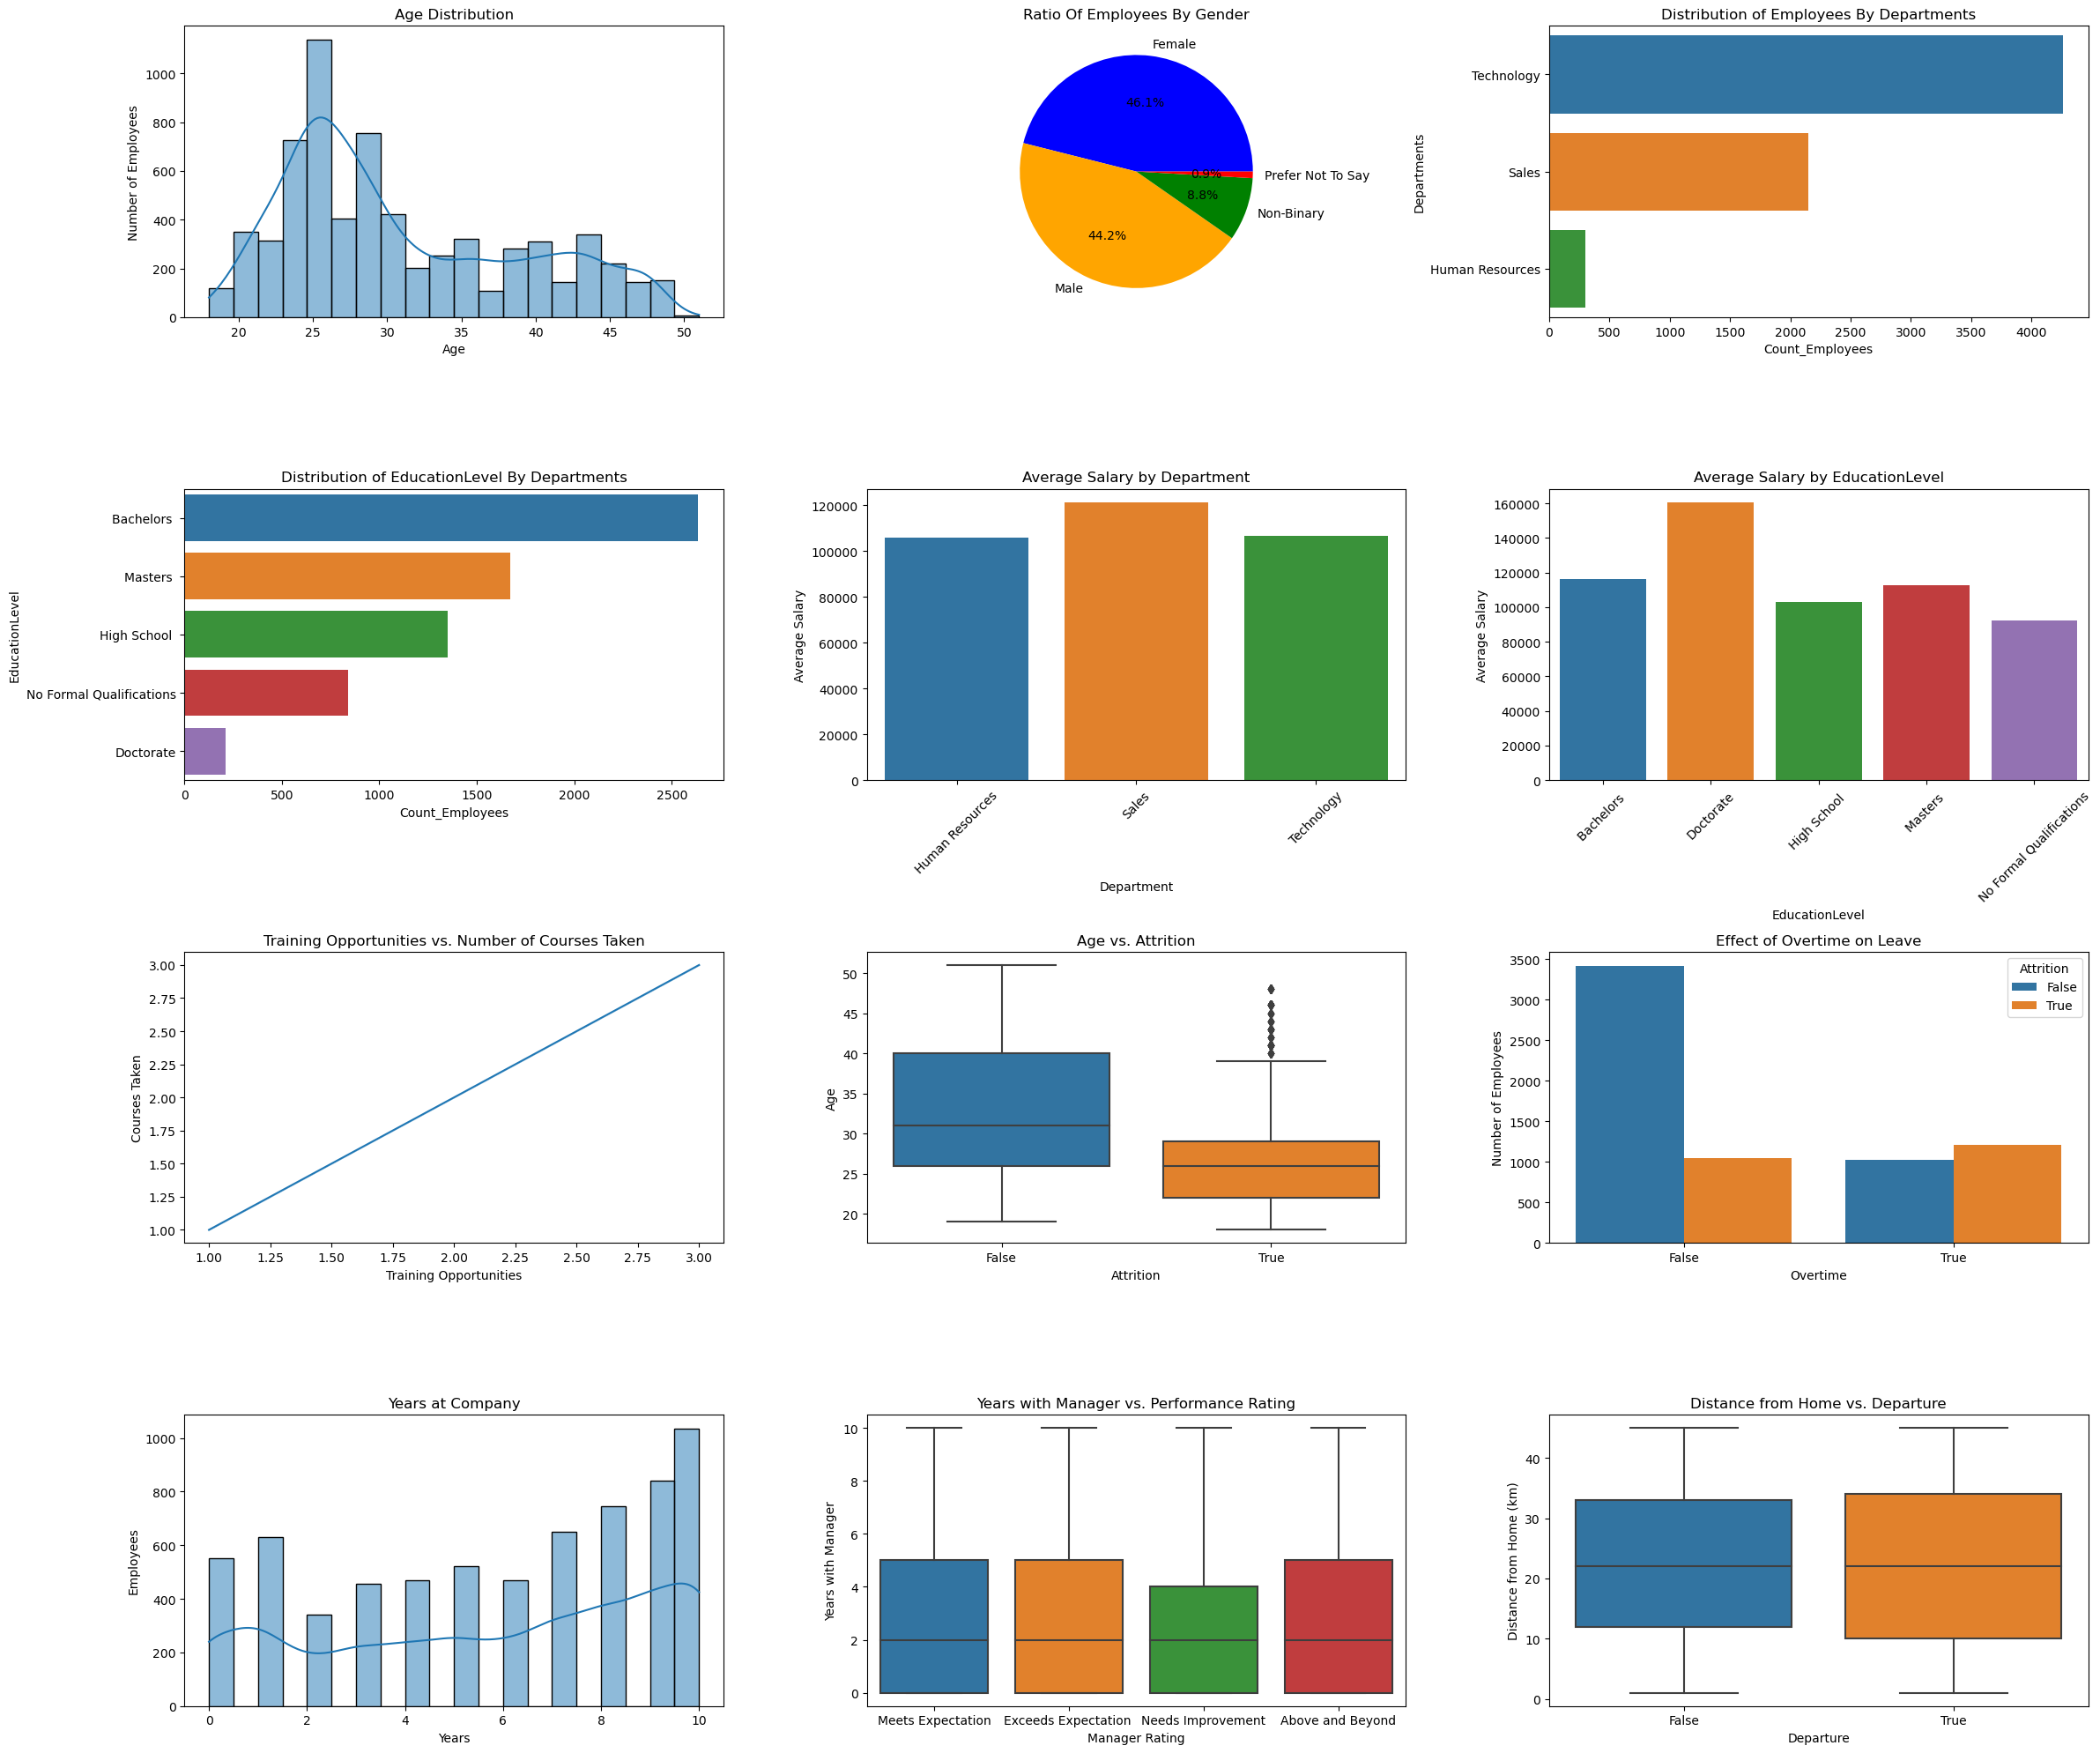 Age Distribution
Number of Employees
1000
800
600
400
200
0
20 25 30 35 40 45 50
Age
Ratio Of Employees By Gender
Female
46.1%
0.9%
Prefer Not To Say
8.8%
Non-Binary
44.2%
Male
Distribution of Employees By Departments
Departments
Technology
Sales
Human Resources
0 500 1000 1500 2000 2500 3000 3500 4000
Count_Employees
Distribution of EducationLevel By Departments
EducationLevel
Bachelors
Masters
High School
No Formal Qualifications
Doctorate
0 500 1000 1500 2000 2500
Count_Employees
Average Salary by Department
Average Salary
120000
100000
80000
60000
40000
20000
0
Human Resources Sales Technology
Department
Average Salary by EducationLevel
Average Salary
160000
140000
120000
100000
80000
60000
40000
20000
0
Bachelors Doctorate High School Masters No Formal Qualifications
EducationLevel
Training Opportunities vs. Number of Courses Taken
Courses Taken
3.00
2.75
2.50
2.25
2.00
1.75
1.50
1.25
1.00
1.00 1.25 1.50 1.75 2.00 2.25 2.50 2.75 3.00
Training Opportunities
Age vs. Attrition
Age
50
45
40
35
30
25
20
False True
Attrition
Effect of Overtime on Leave
Number of Employees
3500
3000
2500
2000
1500
1000
500
0
Attrition
False
True
False True
Overtime
Years at Company
Employees
1000
800
600
400
200
0
0 2 4 6 8 10
Years
Years with Manager vs. Performance Rating
Years with Manager
10
8
6
4
2
0
Meets Expectation Exceeds Expectation Needs Improvement Above and Beyond
Manager Rating
Distance from Home vs. Departure
Distance from Home (km)
40
30
20
10
0
False True
Departure